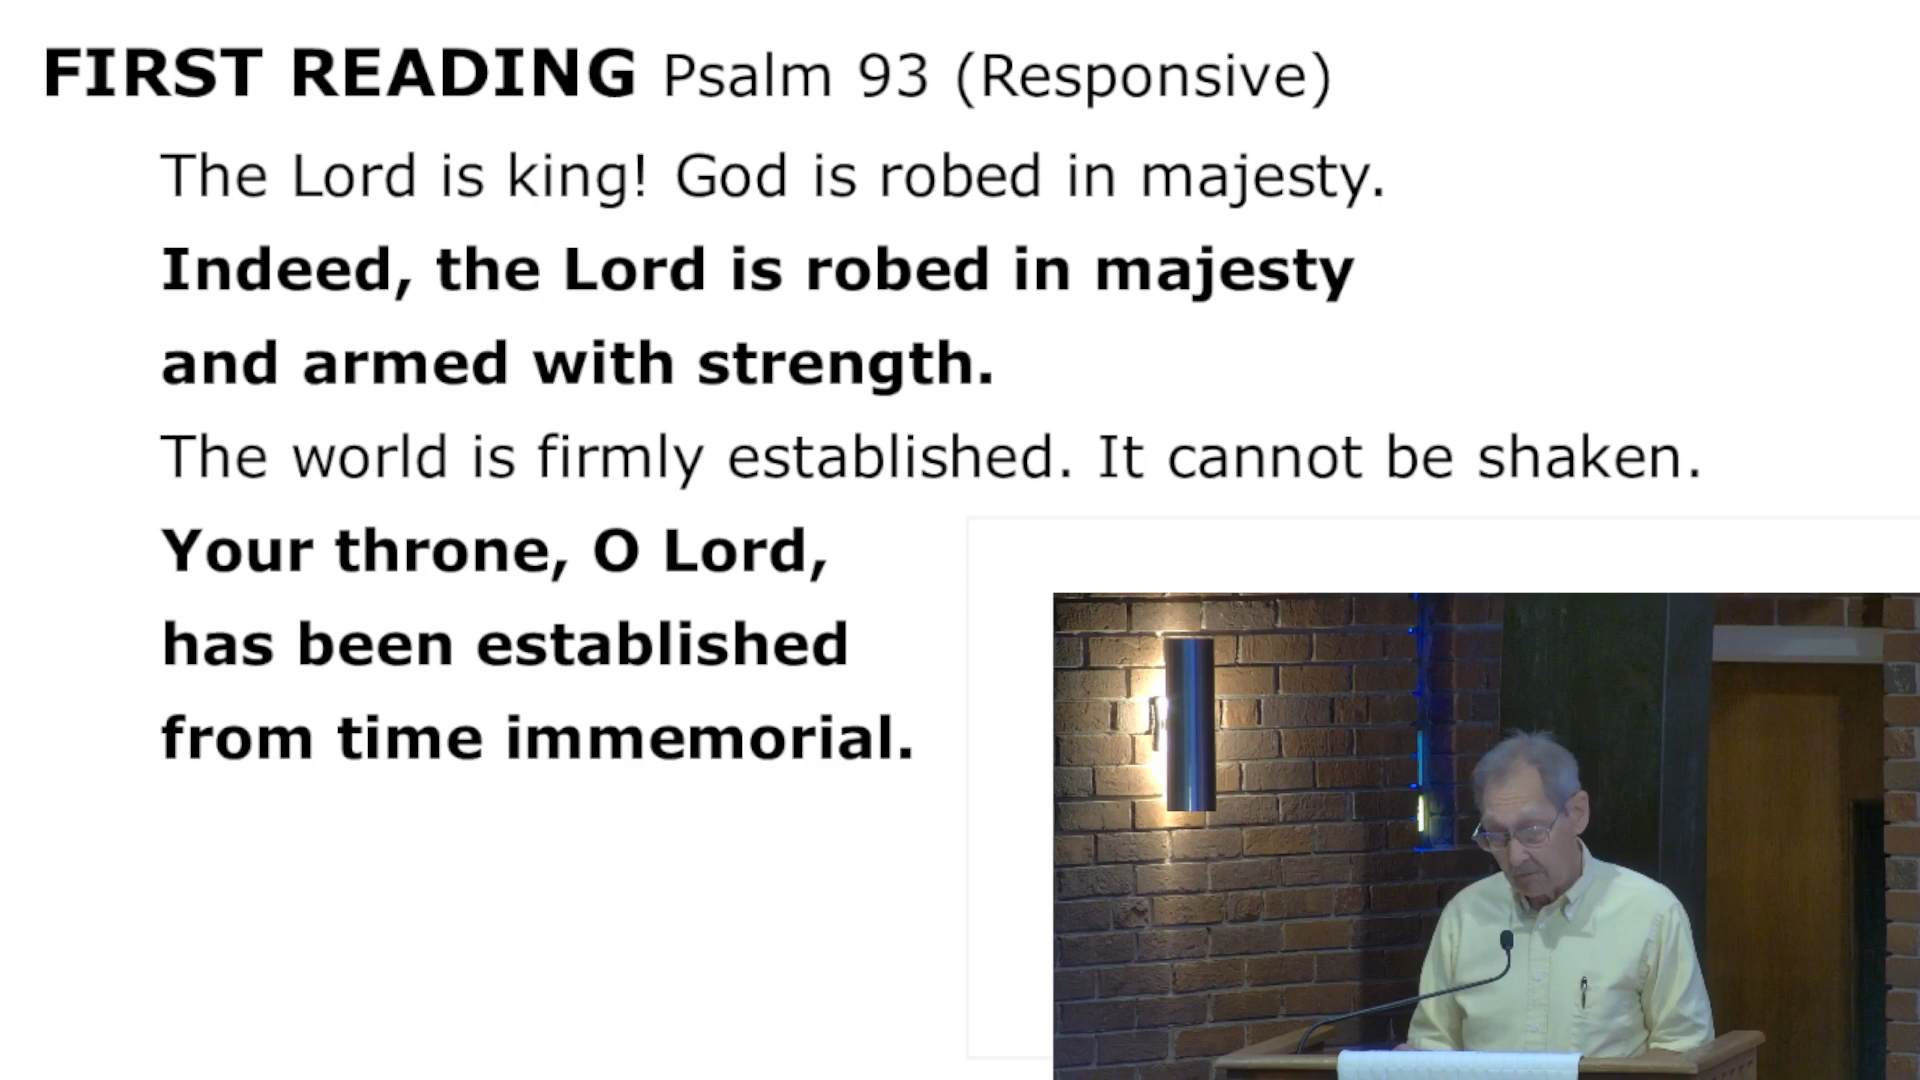 FIRST READING Psalm 93 (Responsive)
The Lord is king! God is robed in majesty.
Indeed, the Lord is robed in majesty
and armed with strength.
The world is firmly established. It cannot be shaken.
Your throne, O Lord,
has been established
from time immemorial.